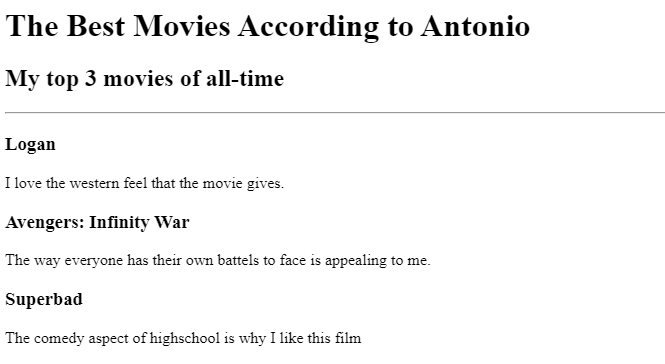 The Best Movies According to Antonio
My top 3 movies of all-time
Logan
I love the western feel that the movie gives.
Avengers: Infinity War
The way everyone has their own battels to face is appealing to me.
Superbad
The comedy aspect of highschool is why I like this film